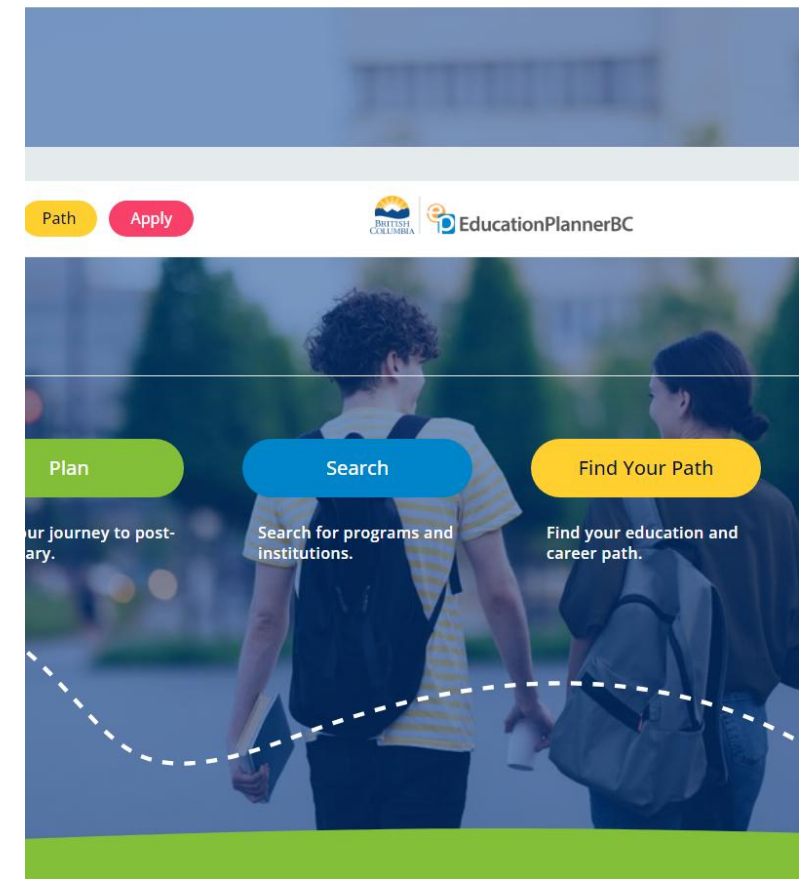 Path Apply BRITISH COLUMBIA EducationPlannerBC
Plan Search Find Your Path
ur journey to post-
ary.
Search for programs and
institutions.
Find your education and
career path.